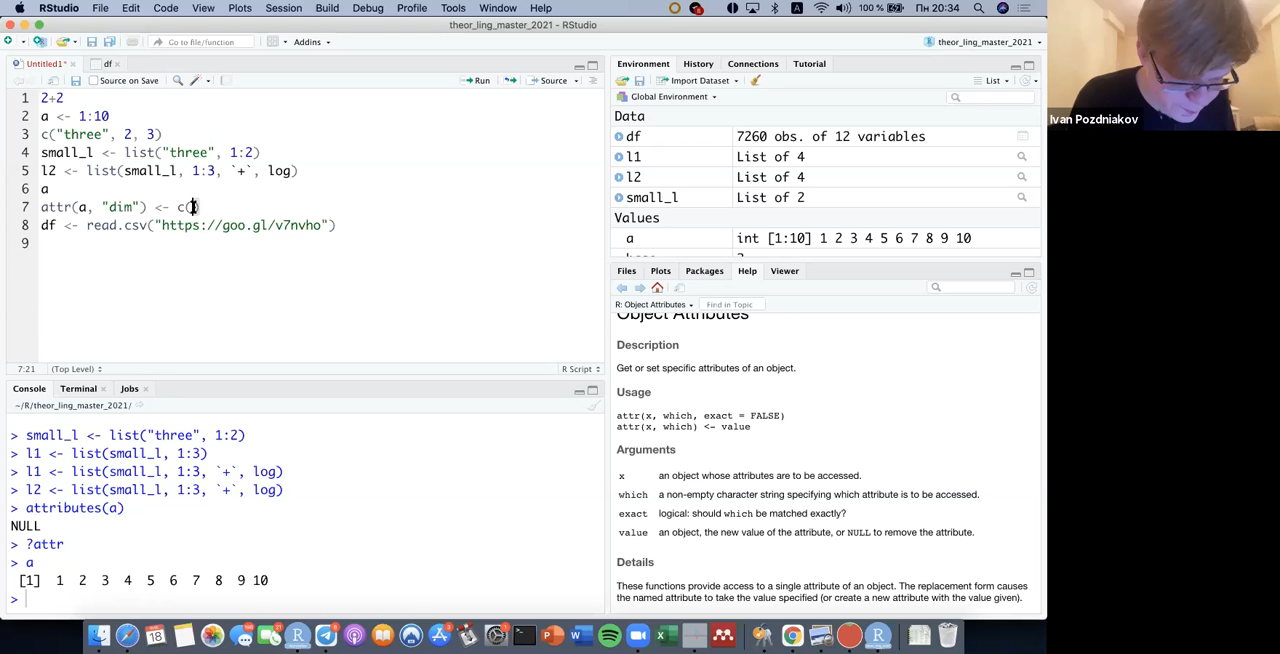 RStudio File Edit Code View Plots Session Build Debug Profile Tools Window Help 100 % Пн 20:34
theor_ling_master_2021 - RStudio
Go to file/function Addins theor_ling_master_2021
Untitled1* df
Source on Save Run Source
1 2+2
2 a <- 1:10
3 c("three", 2, 3)
4 small_l <- list("three", 1:2)
5 l2 <- list(small_l, 1:3, `+`, log)
6 a
7 attr(a, "dim") <- c()
8 df <- read.csv("https://goo.gl/v7nvho")
9
7:21 (Top Level) R Script
Console Terminal Jobs
~/R/theor_ling_master_2021/
> small_l <- list("three", 1:2)
> l1 <- list(small_l, 1:3)
> l1 <- list(small_l, 1:3, `+`, log)
> l2 <- list(small_l, 1:3, `+`, log)
> attributes(a)
NULL
> ?attr
> a
[1] 1 2 3 4 5 6 7 8 9 10
>
Environment History Connections Tutorial
Import Dataset List
Global Environment
Data
df 7260 obs. of 12 variables
l1 List of 4
l2 List of 4
small_l List of 2
Values
a int [1:10] 1 2 3 4 5 6 7 8 9 10
Files Plots Packages Help Viewer
R: Object Attributes Find in Topic
Object Attributes
Description
Get or set specific attributes of an object.
Usage
attr(x, which, exact = FALSE)
attr(x, which) <- value
Arguments
x an object whose attributes are to be accessed.
which a non-empty character string specifying which attribute is to be accessed.
exact logical: should which be matched exactly?
value an object, the new value of the attribute, or NULL to remove the attribute.
Details
These functions provide access to a single attribute of an object. The replacement form causes
the named attribute to take the value specified (or create a new attribute with the value given).
Ivan Pozdniakov